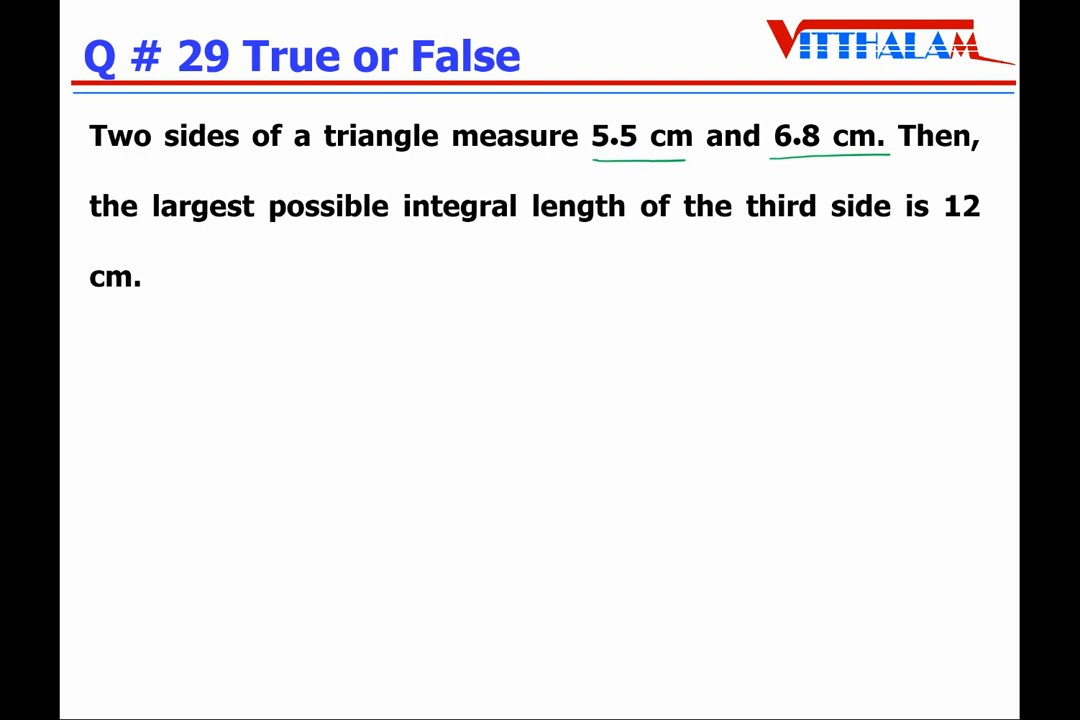 Q # 29 True or False
VITTHALAM
Two sides of a triangle measure 5.5 cm and 6.8 cm. Then,
the largest possible integral length of the third side is 12
cm.